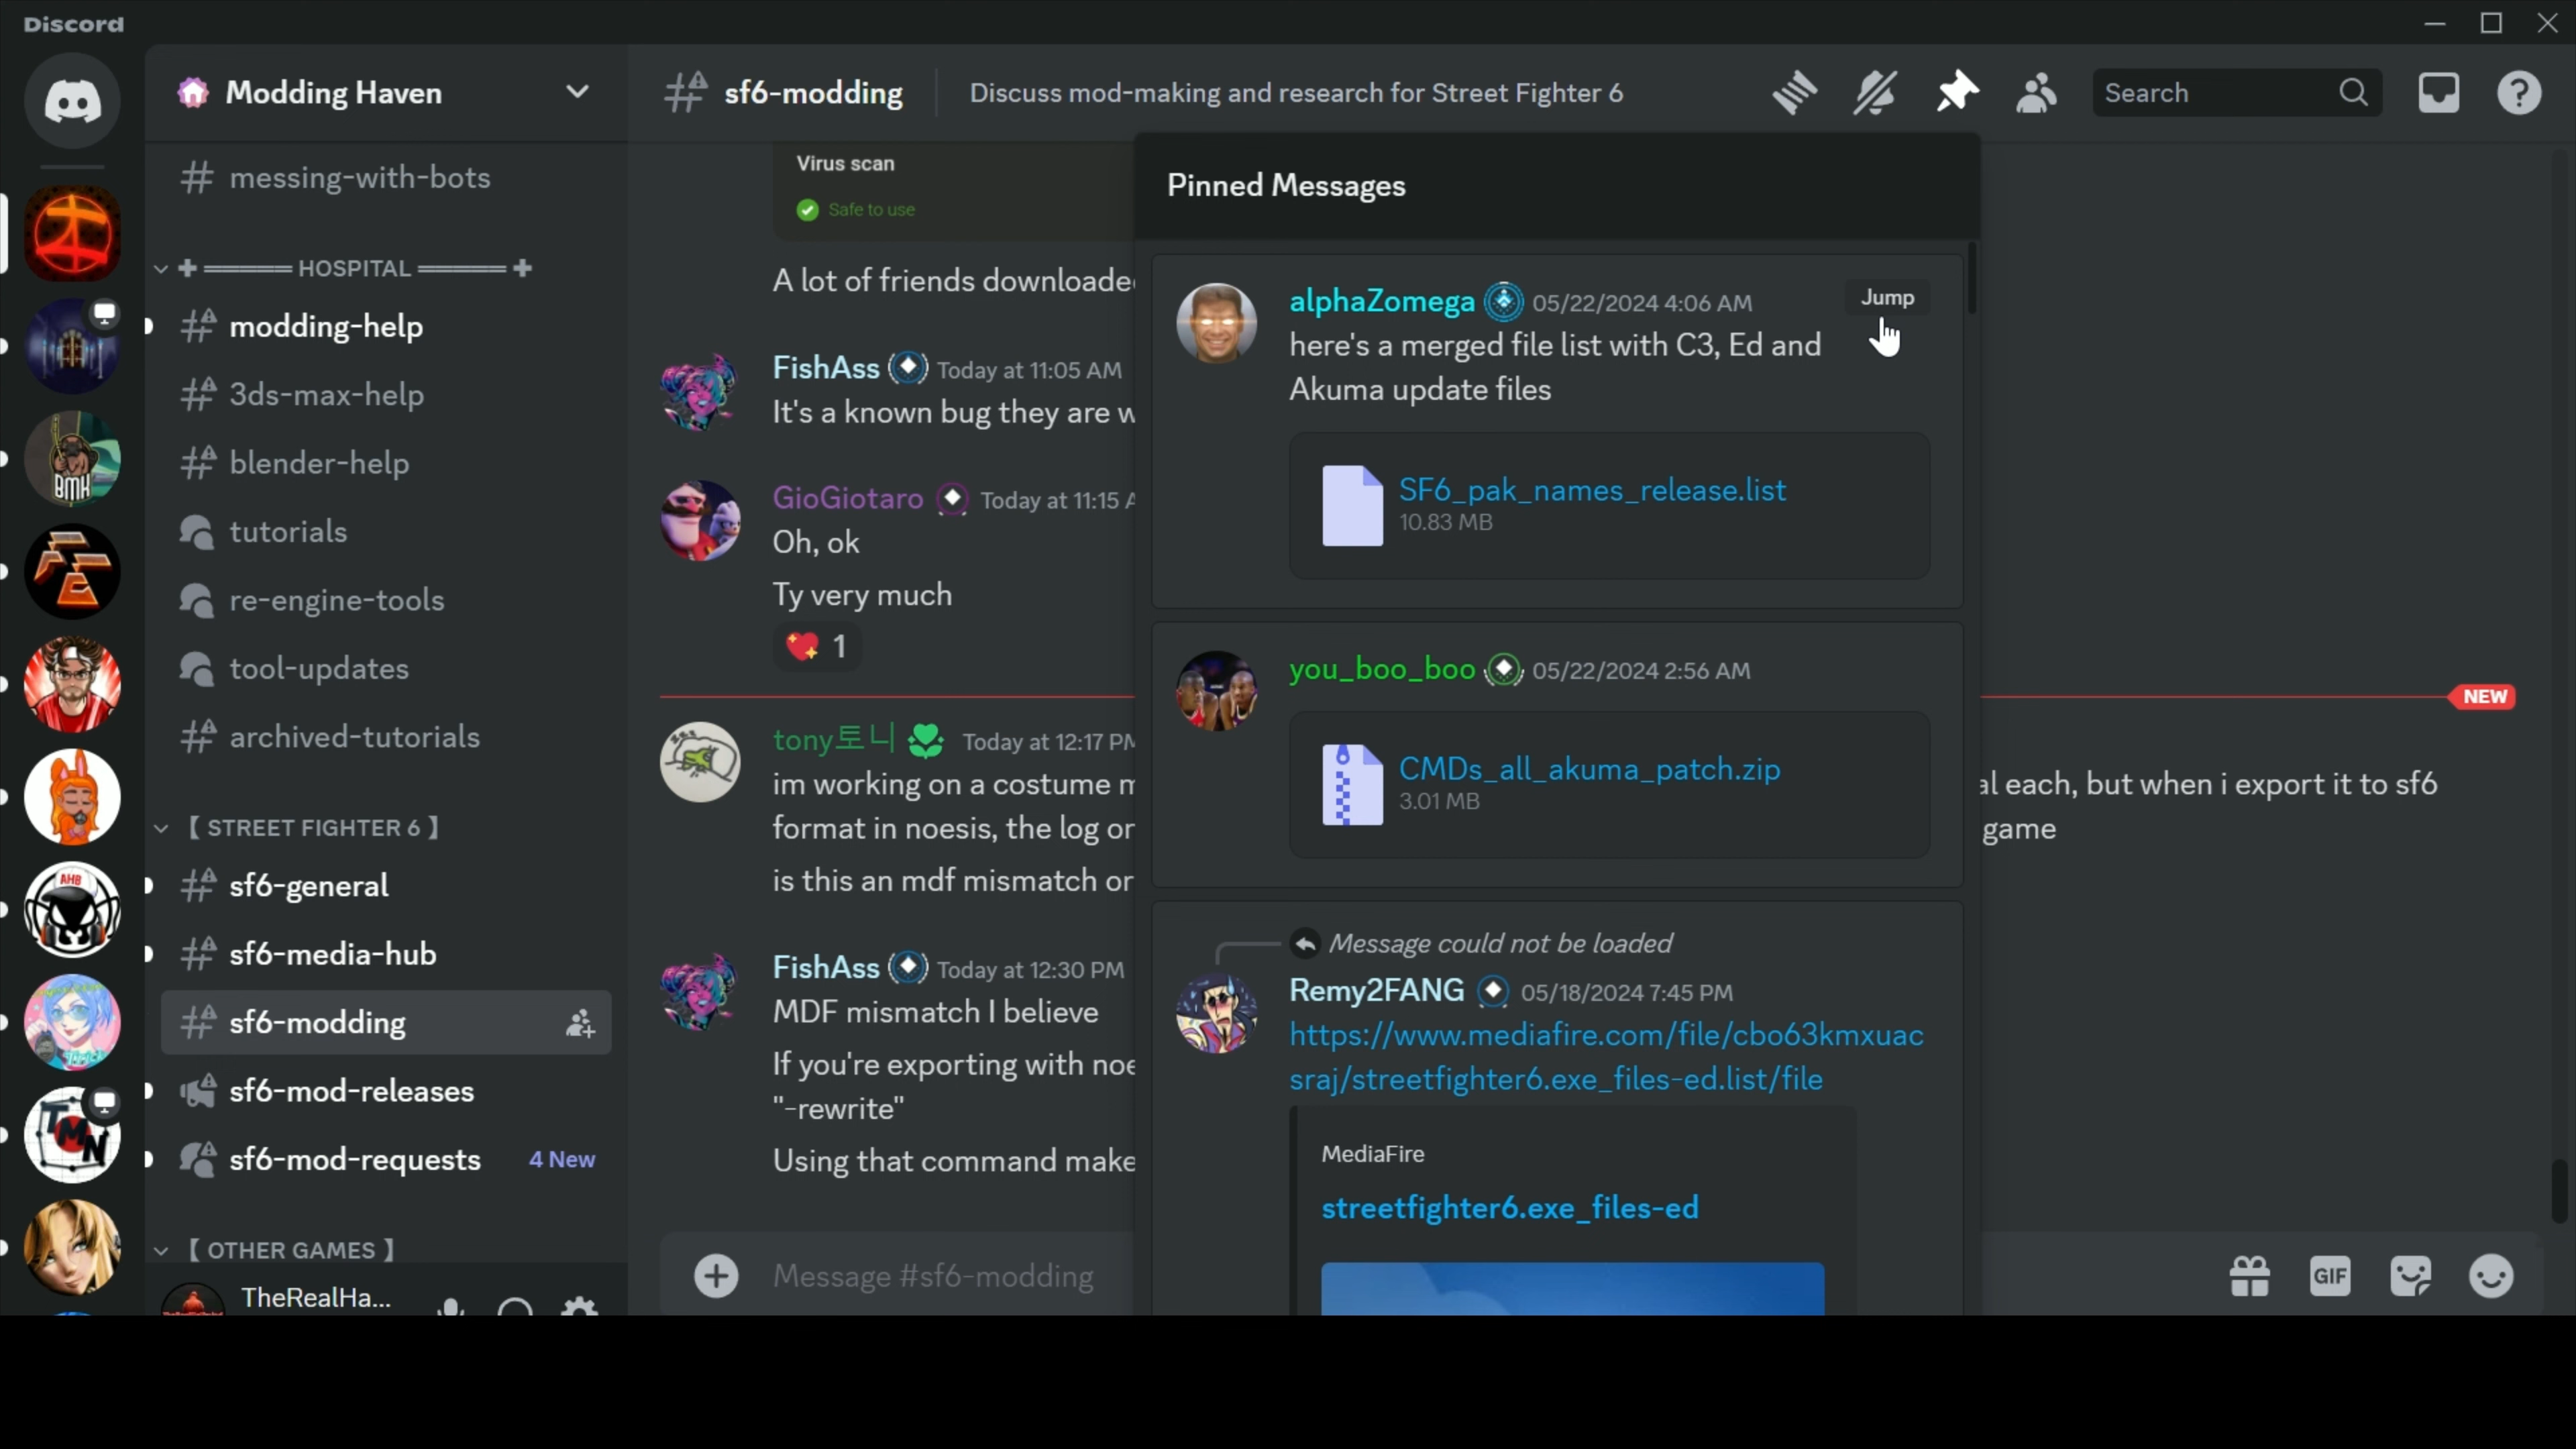 Discord
Modding Haven
messing-with-bots
HOSPITAL
modding-help
3ds-max-help
blender-help
tutorials
re-engine-tools
tool-updates
archived-tutorials
【 STREET FIGHTER 6 】
sf6-general
sf6-media-hub
sf6-modding
sf6-mod-releases
sf6-mod-requests 4 New
【 OTHER GAMES 】
TheRealHa...
BMH
AHB
TMN
sf6-modding Discuss mod-making and research for Street Fighter 6
Search
Virus scan
Safe to use
A lot of friends downloade
FishAss Today at 11:05 AM
It's a known bug they are w
GioGiotaro Today at 11:15 A
Oh, ok
Ty very much
1
NEW
tony토니 Today at 12:17 PM
im working on a costume m
al each, but when i export it to sf6
format in noesis, the log or
game
is this an mdf mismatch or
FishAss Today at 12:30 PM
MDF mismatch I believe
If you're exporting with noe
"-rewrite"
Using that command make
Message #sf6-modding
GIF
Pinned Messages
alphaZomega 05/22/2024 4:06 AM
Jump
here's a merged file list with C3, Ed and
Akuma update files
SF6_pak_names_release.list
10.83 MB
you_boo_boo 05/22/2024 2:56 AM
CMDs_all_akuma_patch.zip
3.01 MB
Message could not be loaded
Remy2FANG 05/18/2024 7:45 PM
https://www.mediafire.com/file/cbo63kmxuac
sraj/streetfighter6.exe_files-ed.list/file
MediaFire
streetfighter6.exe_files-ed